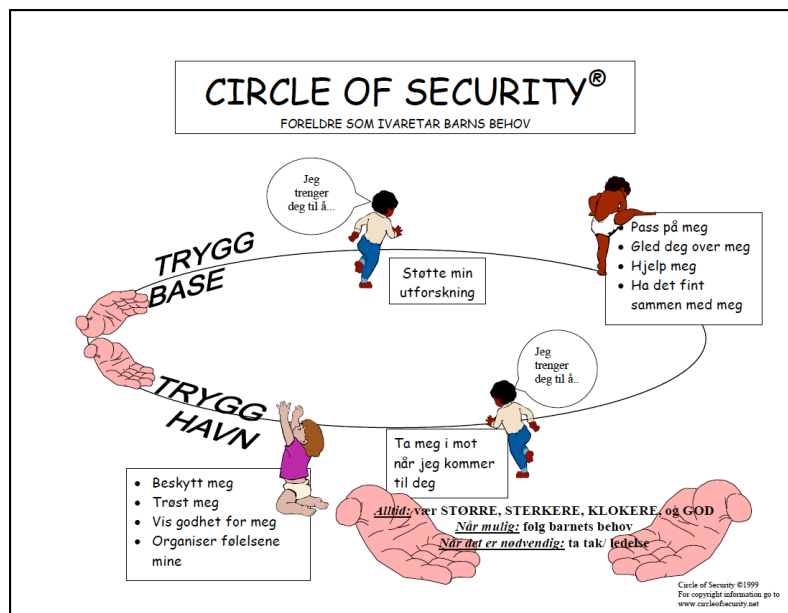 CIRCLE OF SECURITY®
FORELDRE SOM IVARETAR BARNS BEHOV
Jeg
trenger
deg til å...
TRYGG
BASE
Støtte min
utforskning
• Pass på meg
• Gled deg over meg
• Hjelp meg
• Ha det fint
sammen med meg
Jeg
trenger
deg til å..
TRYGG
HAVN
Ta meg i mot
når jeg kommer
til deg
• Beskytt meg
• Trøst meg
• Vis godhet for meg
• Organiser følelsene
mine
Alltid: vær STØRRE, STERKERE, KLOKERE, og GOD
Når mulig: følg barnets behov
Når det er nødvendig: ta tak/ ledelse
Circle of Security ©1999
For copyright information go to
www.circleofsecurity.net